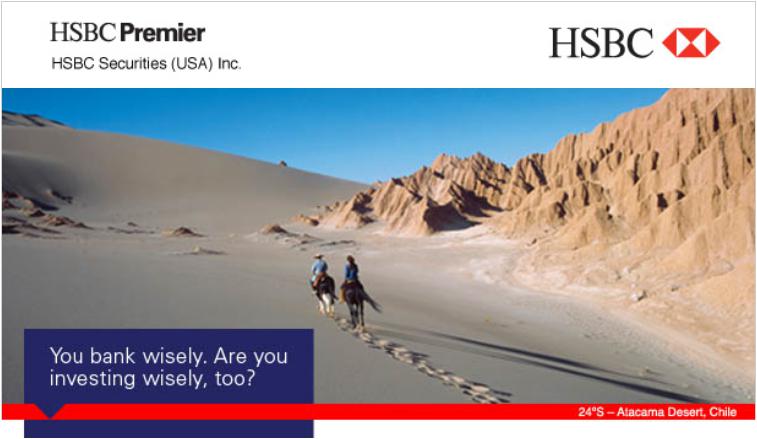 HSBC Premier
HSBC
HSBC Securities (USA) Inc.
You bank wisely. Are you
investing wisely, too?
24°S – Atacama Desert, Chile